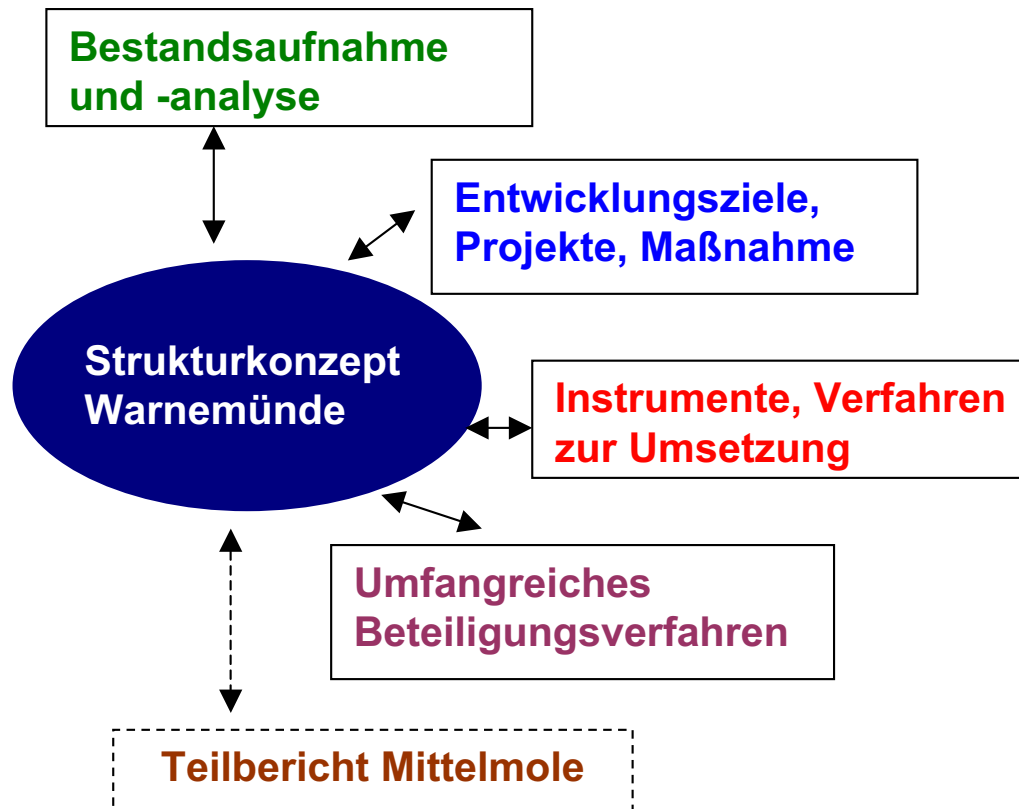 Bestandsaufnahme
und -analyse
Entwicklungsziele,
Projekte, Maßnahme
Strukturkonzept
Warnemünde
Instrumente, Verfahren
zur Umsetzung
Umfangreiches
Beteiligungsverfahren
Teilbericht Mittelmole